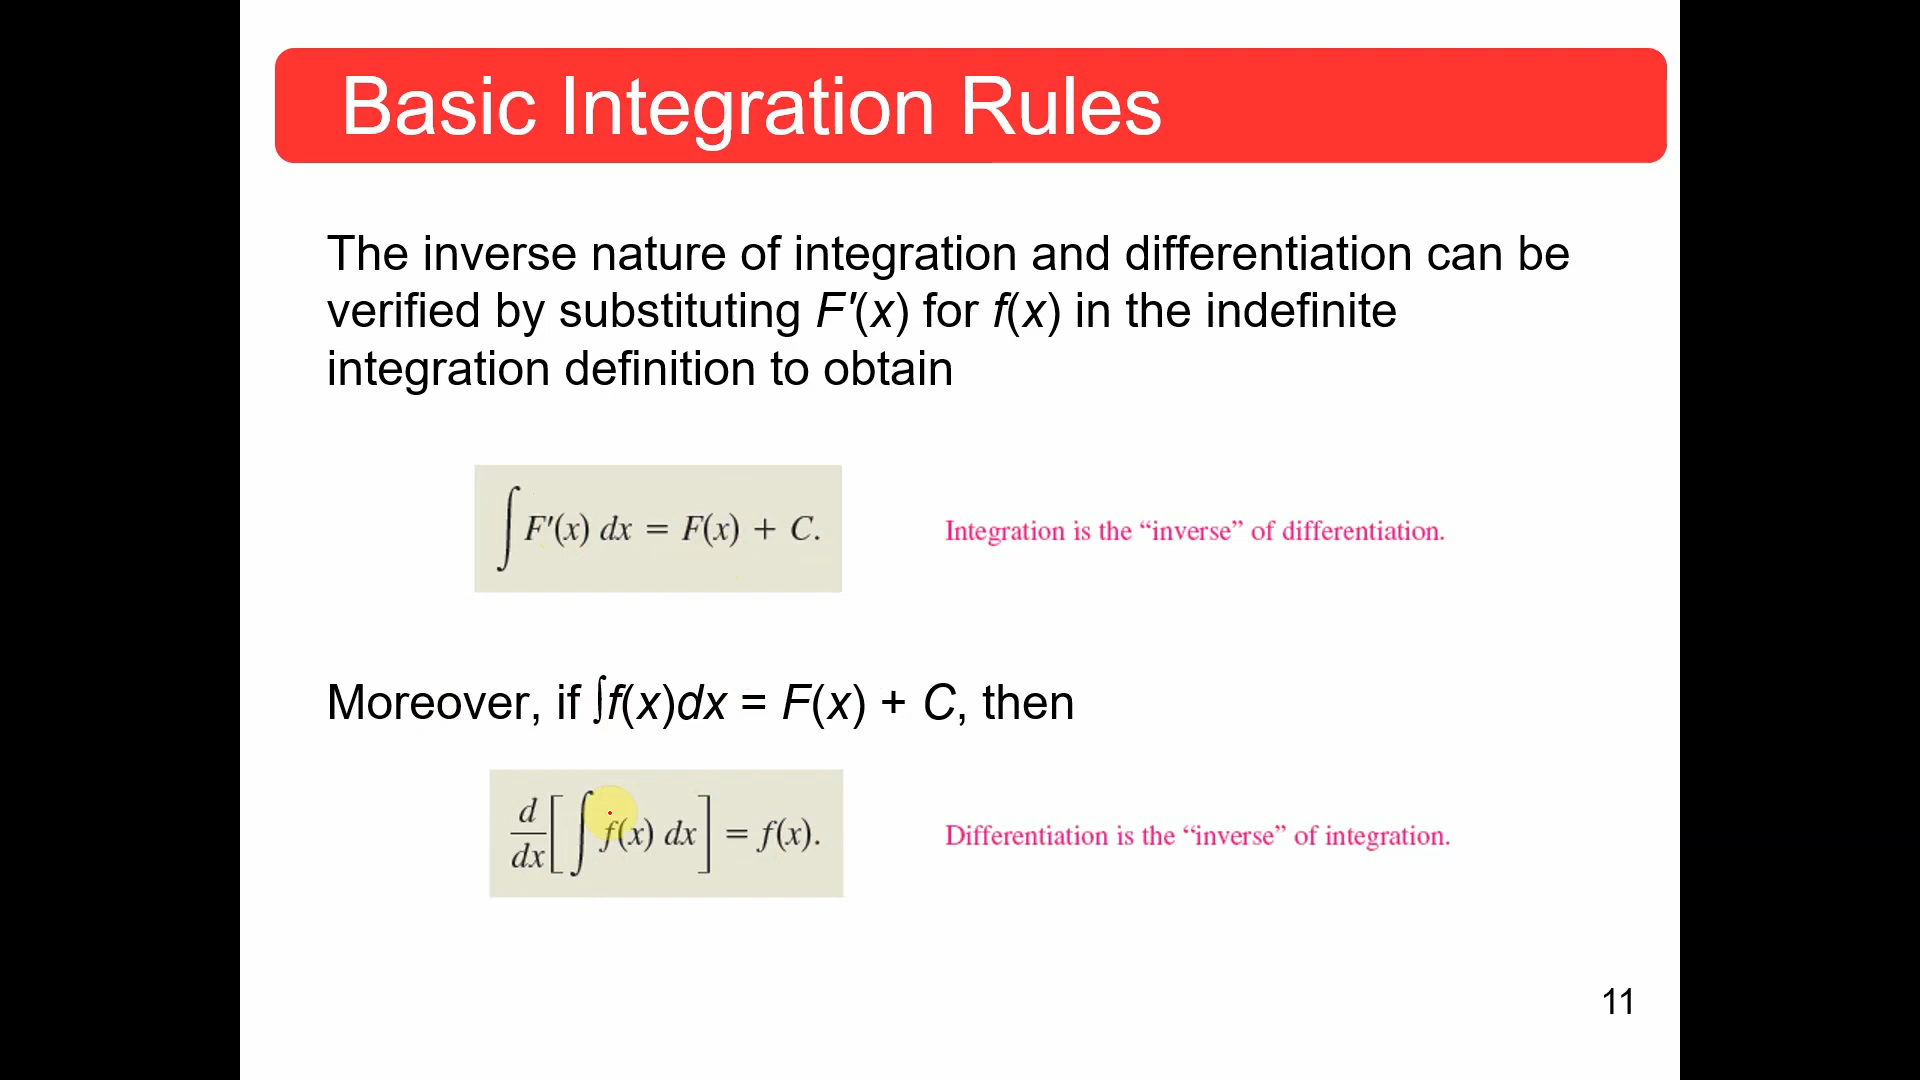 Basic Integration Rules
The inverse nature of integration and differentiation can be
verified by substituting F′(x) for f(x) in the indefinite
integration definition to obtain
∫ F′(x) dx = F(x) + C. Integration is the “inverse” of differentiation.
Moreover, if ∫f(x)dx = F(x) + C, then
d/dx [ ∫ f(x) dx ] = f(x). Differentiation is the “inverse” of integration.
11